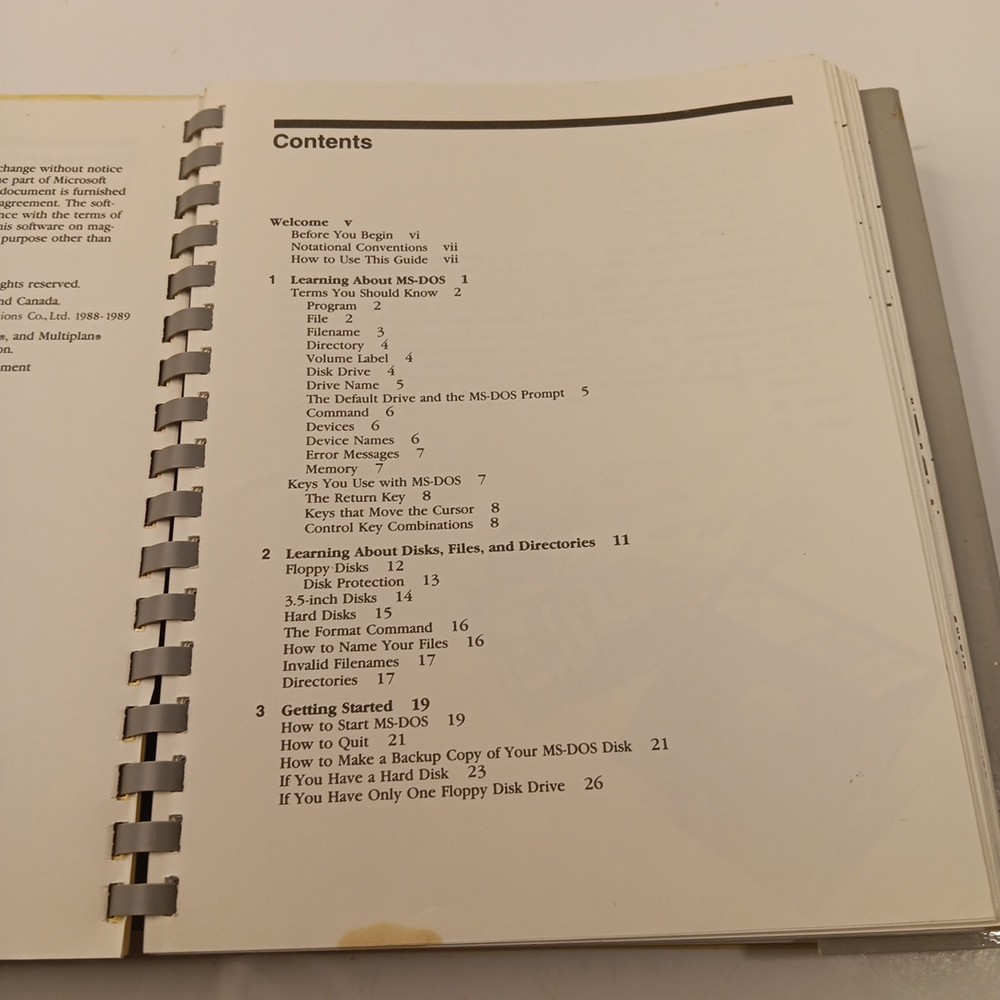 change without notice
e part of Microsoft
document is furnished
agreement. The soft-
nce with the terms of
his software on mag-
purpose other than
ghts reserved.
nd Canada.
ions Co., Ltd. 1988-1989
®, and Multiplan®
on.
ment
Contents
Welcome v
Before You Begin vi
Notational Conventions vii
How to Use This Guide vii
1 Learning About MS-DOS 1
Terms You Should Know 2
Program 2
File 2
Filename 3
Directory 4
Volume Label 4
Disk Drive 4
Drive Name 5
The Default Drive and the MS-DOS Prompt 5
Command 6
Devices 6
Device Names 6
Error Messages 7
Memory 7
Keys You Use with MS-DOS 7
The Return Key 8
Keys that Move the Cursor 8
Control Key Combinations 8
2 Learning About Disks, Files, and Directories 11
Floppy Disks 12
Disk Protection 13
3.5-inch Disks 14
Hard Disks 15
The Format Command 16
How to Name Your Files 16
Invalid Filenames 17
Directories 17
3 Getting Started 19
How to Start MS-DOS 19
How to Quit 21
How to Make a Backup Copy of Your MS-DOS Disk 21
If You Have a Hard Disk 23
If You Have Only One Floppy Disk Drive 26